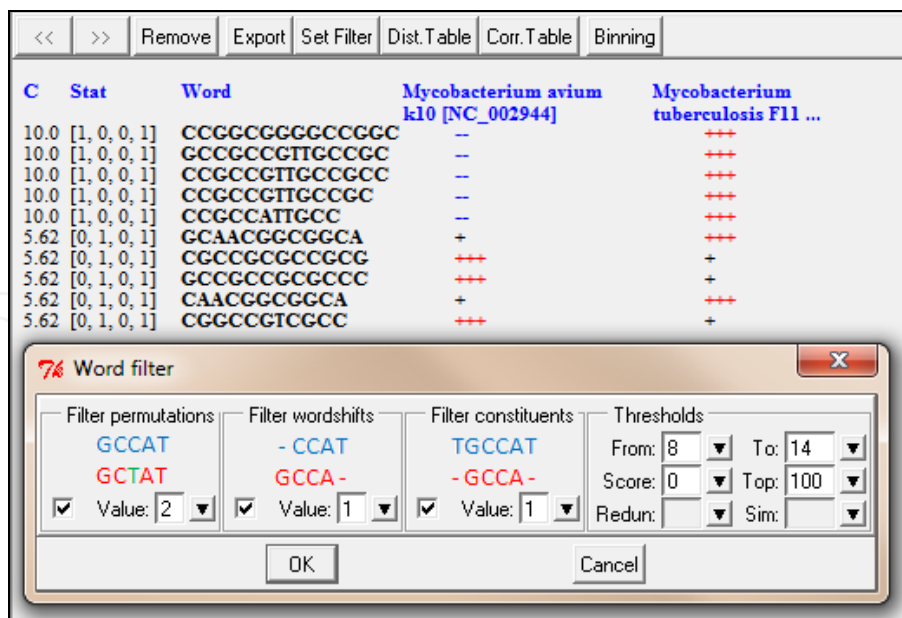 << >> Remove Export Set Filter Dist.Table Corr.Table Binning
C Stat Word Mycobacterium avium k10 [NC_002944] Mycobacterium tuberculosis F11 ...
10.0 [1, 0, 0, 1] CCGGCGGGGCCGGC -- +++
10.0 [1, 0, 0, 1] GCCGCCGTTGCCGC -- +++
10.0 [1, 0, 0, 1] CCGCCGTTGCCGCC -- +++
10.0 [1, 0, 0, 1] CCGCCGTTGCCGC -- +++
10.0 [1, 0, 0, 1] CCGCCATTGCC -- +++
5.62 [0, 1, 0, 1] GCAACGGCGGCA + +++
5.62 [0, 1, 0, 1] CGCCGCGCCGCG +++ +
5.62 [0, 1, 0, 1] GCCGCCGCGCCC +++ +
5.62 [0, 1, 0, 1] CAACGGCGGCA + +++
5.62 [0, 1, 0, 1] CGGCCGTCGCC +++ +
Word filter
Filter permutations Filter wordshifts Filter constituents Thresholds
GCCAT - CCAT TGCCAT From: 8 To: 14
GCTAT GCCA - - GCCA - Score: 0 Top: 100
Value: 2 Value: 1 Value: 1 Redun: Sim:
OK Cancel